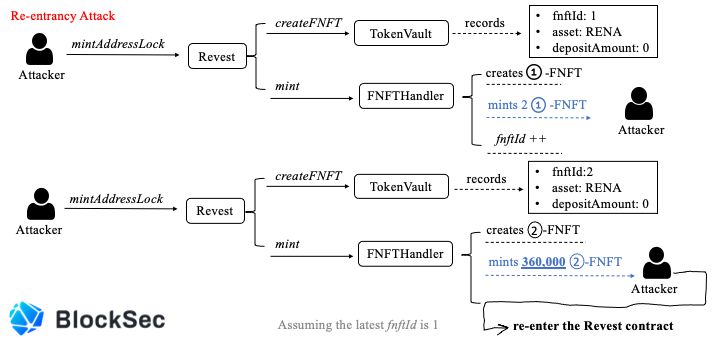 Re-entrancy Attack
Attacker
mintAddressLock
Revest
createFNFT
TokenVault
records
• fnftId: 1
• asset: RENA
• depositAmount: 0
mint
FNFTHandler
creates ①-FNFT
mints 2 ①-FNFT
Attacker
fnftId ++
Attacker
mintAddressLock
Revest
createFNFT
TokenVault
records
• fnftId:2
• asset: RENA
• depositAmount: 0
mint
FNFTHandler
creates ②-FNFT
mints 360,000 ②-FNFT
Attacker
re-enter the Revest contract
BlockSec
Assuming the latest fnftId is 1